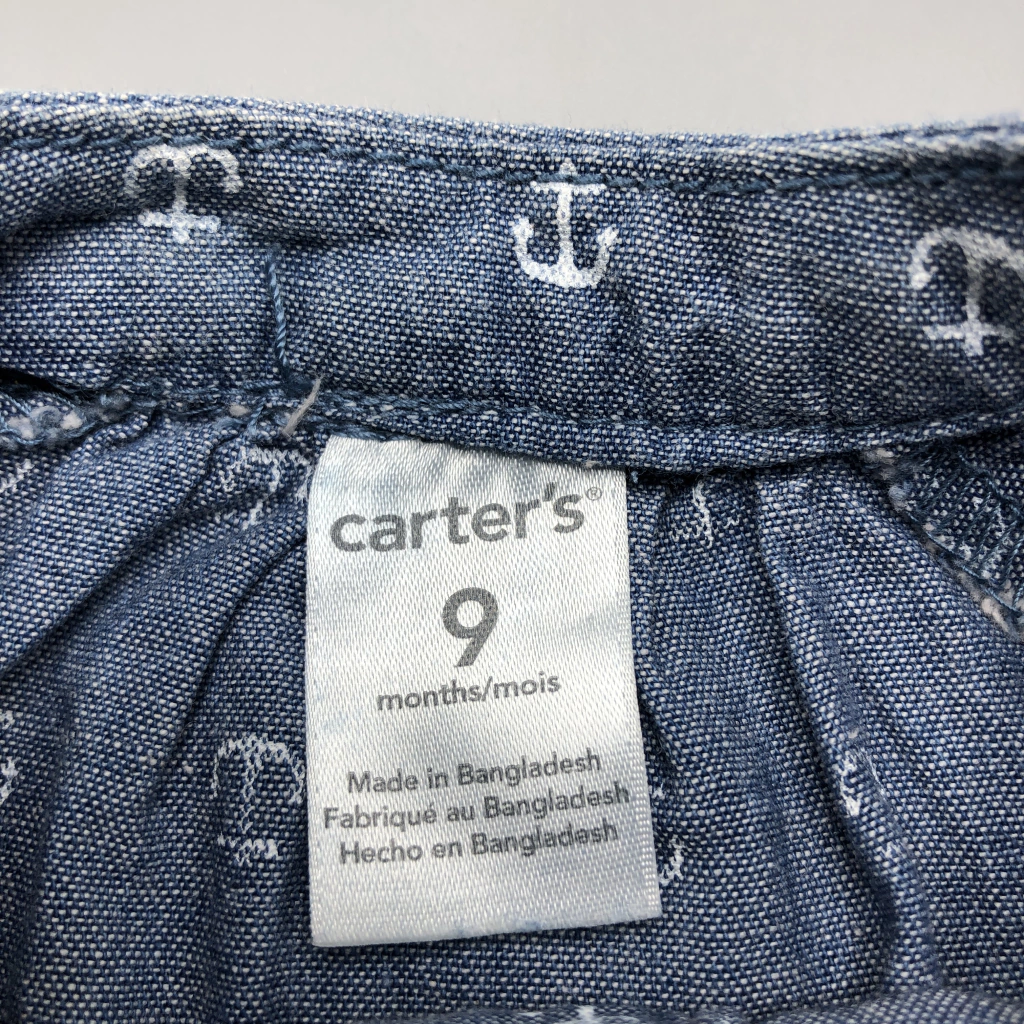 carter's®
9
months/mois
Made in Bangladesh
Fabriqué au Bangladesh
Hecho en Bangladesh